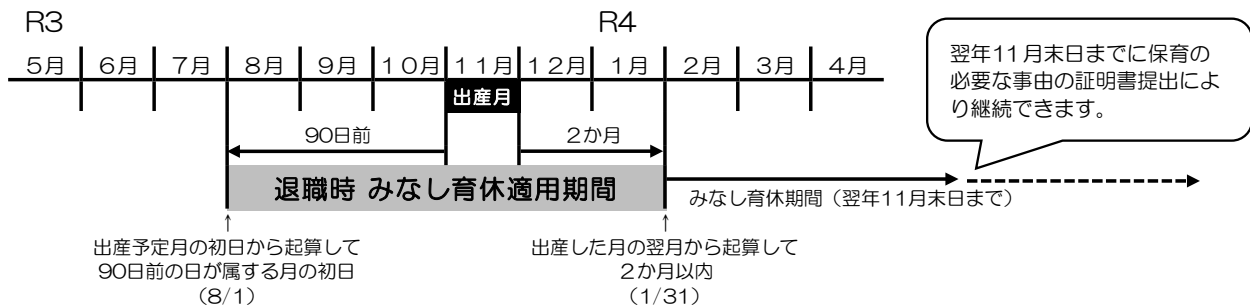 R3
R4
5月 6月 7月 8月 9月 10月 11月 12月 1月 2月 3月 4月
翌年11月末日までに保育の
必要な事由の証明書提出によ
り継続できます。
出産月
90日前
2か月
退職時 みなし育休適用期間
みなし育休期間（翌年11月末日まで）
↑
出産予定月の初日から起算して
90日前の日が属する月の初日
（8/1）
↑
出産した月の翌月から起算して
2か月以内
（1/31）